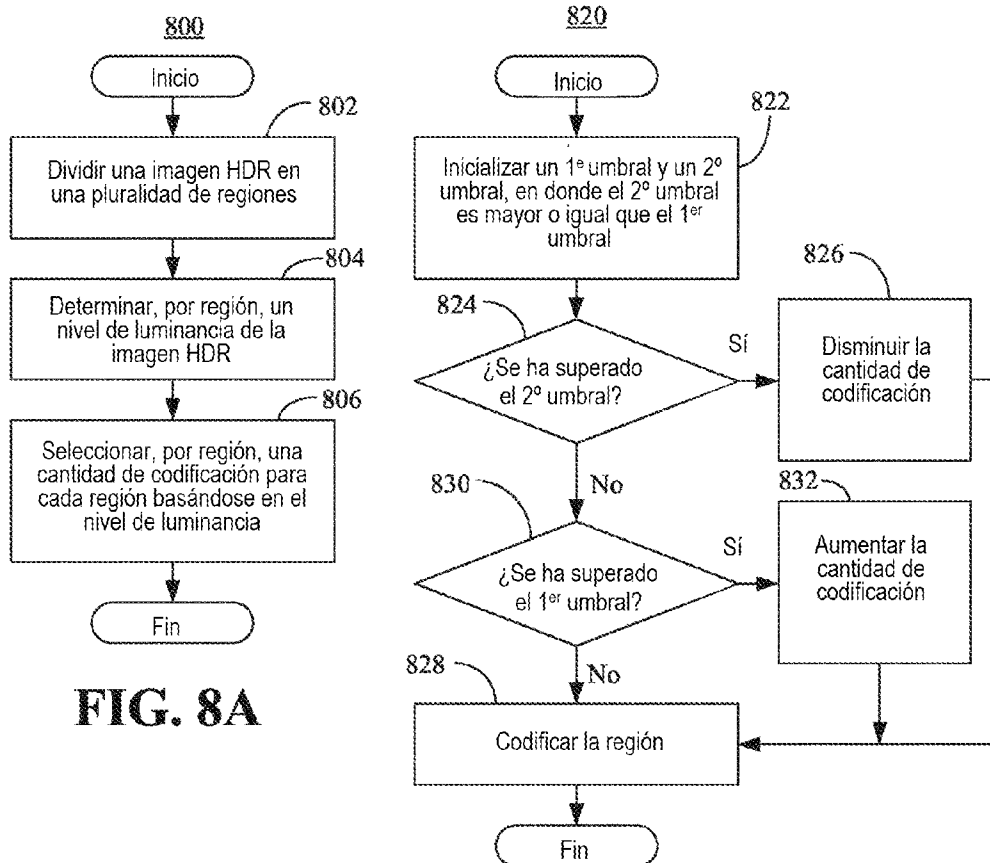 800
Inicio
802
Dividir una imagen HDR en
una pluralidad de regiones
804
Determinar, por región, un
nivel de luminancia de la
imagen HDR
806
Seleccionar, por región, una
cantidad de codificación para
cada región basándose en el
nivel de luminancia
Fin
FIG. 8A
820
Inicio
822
Inicializar un 1e umbral y un 2º
umbral, en donde el 2º umbral
es mayor o igual que el 1er
umbral
824
¿Se ha superado
el 2º umbral?
Sí
826
Disminuir la
cantidad de
codificación
No
830
¿Se ha superado
el 1er umbral?
Sí
832
Aumentar la
cantidad de
codificación
No
828
Codificar la región
Fin